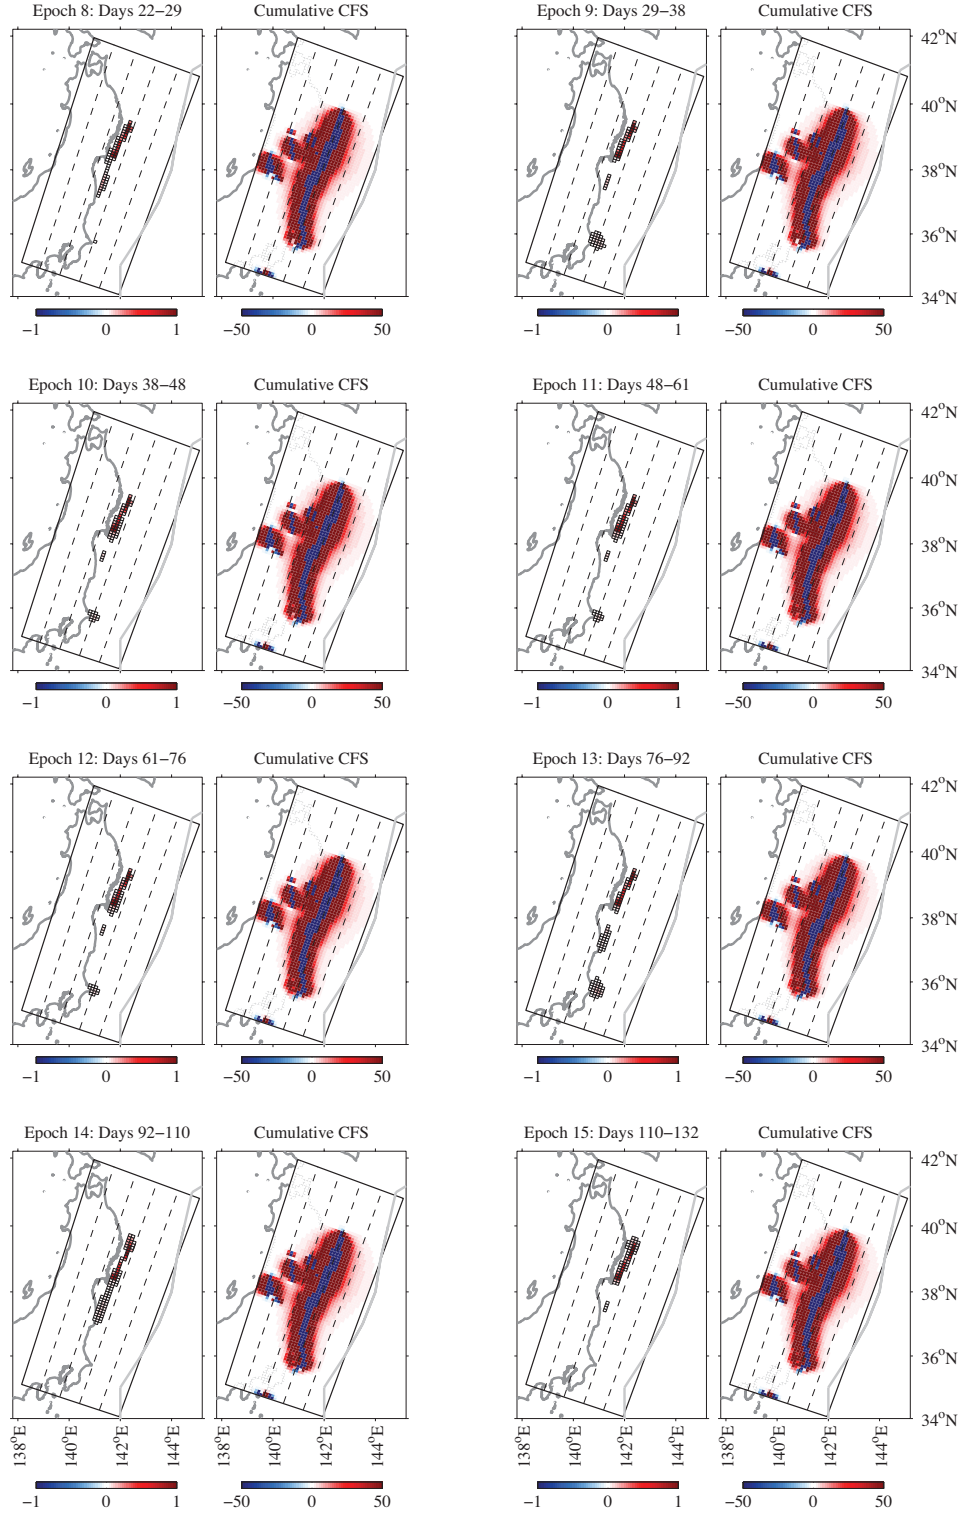 Epoch 8: Days 22−29 Cumulative CFS Epoch 9: Days 29−38 Cumulative CFS
42°N
40°N
38°N
36°N
34°N
−1 0 1 −50 0 50 −1 0 1 −50 0 50
Epoch 10: Days 38−48 Cumulative CFS Epoch 11: Days 48−61 Cumulative CFS
42°N
40°N
38°N
36°N
34°N
−1 0 1 −50 0 50 −1 0 1 −50 0 50
Epoch 12: Days 61−76 Cumulative CFS Epoch 13: Days 76−92 Cumulative CFS
42°N
40°N
38°N
36°N
34°N
−1 0 1 −50 0 50 −1 0 1 −50 0 50
Epoch 14: Days 92−110 Cumulative CFS Epoch 15: Days 110−132 Cumulative CFS
42°N
40°N
38°N
36°N
34°N
138°E 140°E 142°E 144°E 138°E 140°E 142°E 144°E 138°E 140°E 142°E 144°E 138°E 140°E 142°E 144°E
−1 0 1 −50 0 50 −1 0 1 −50 0 50